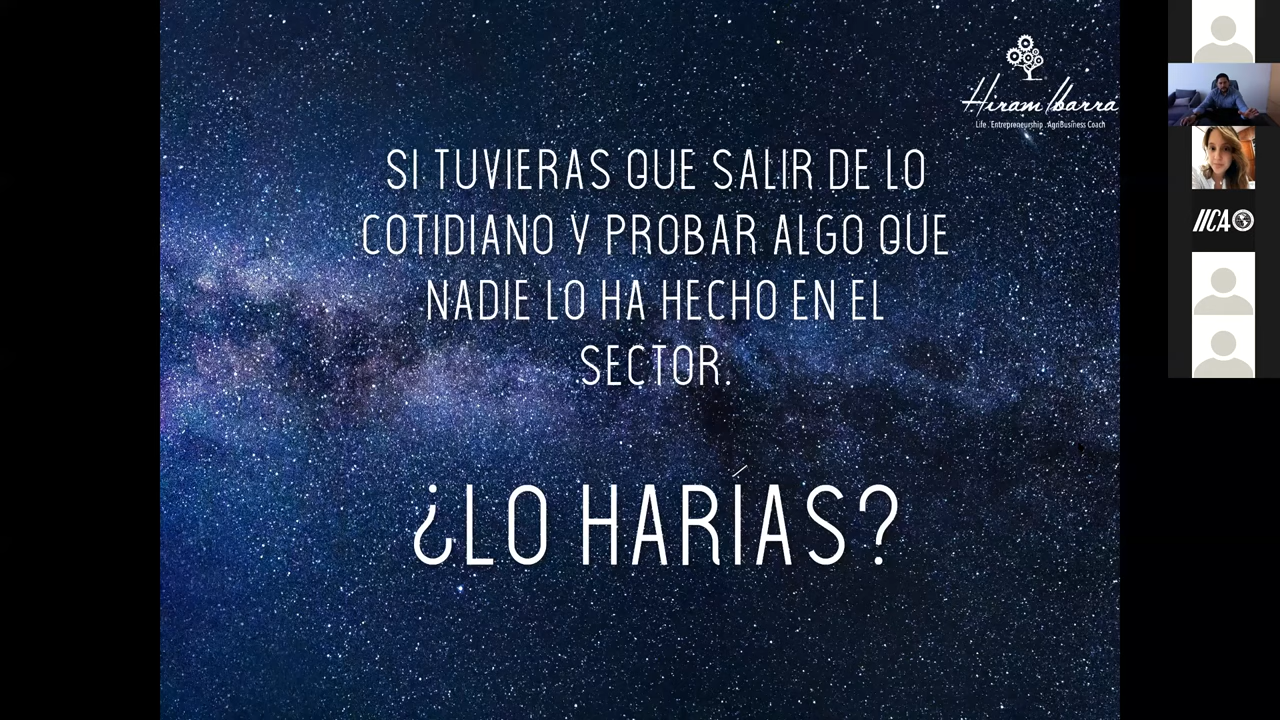 Hiram Ibarra
Life . Entrepreneurship . AgriBusiness Coach
SI TUVIERAS QUE SALIR DE LO
COTIDIANO Y PROBAR ALGO QUE
NADIE LO HA HECHO EN EL
SECTOR.
¿LO HARÍAS?
IICA